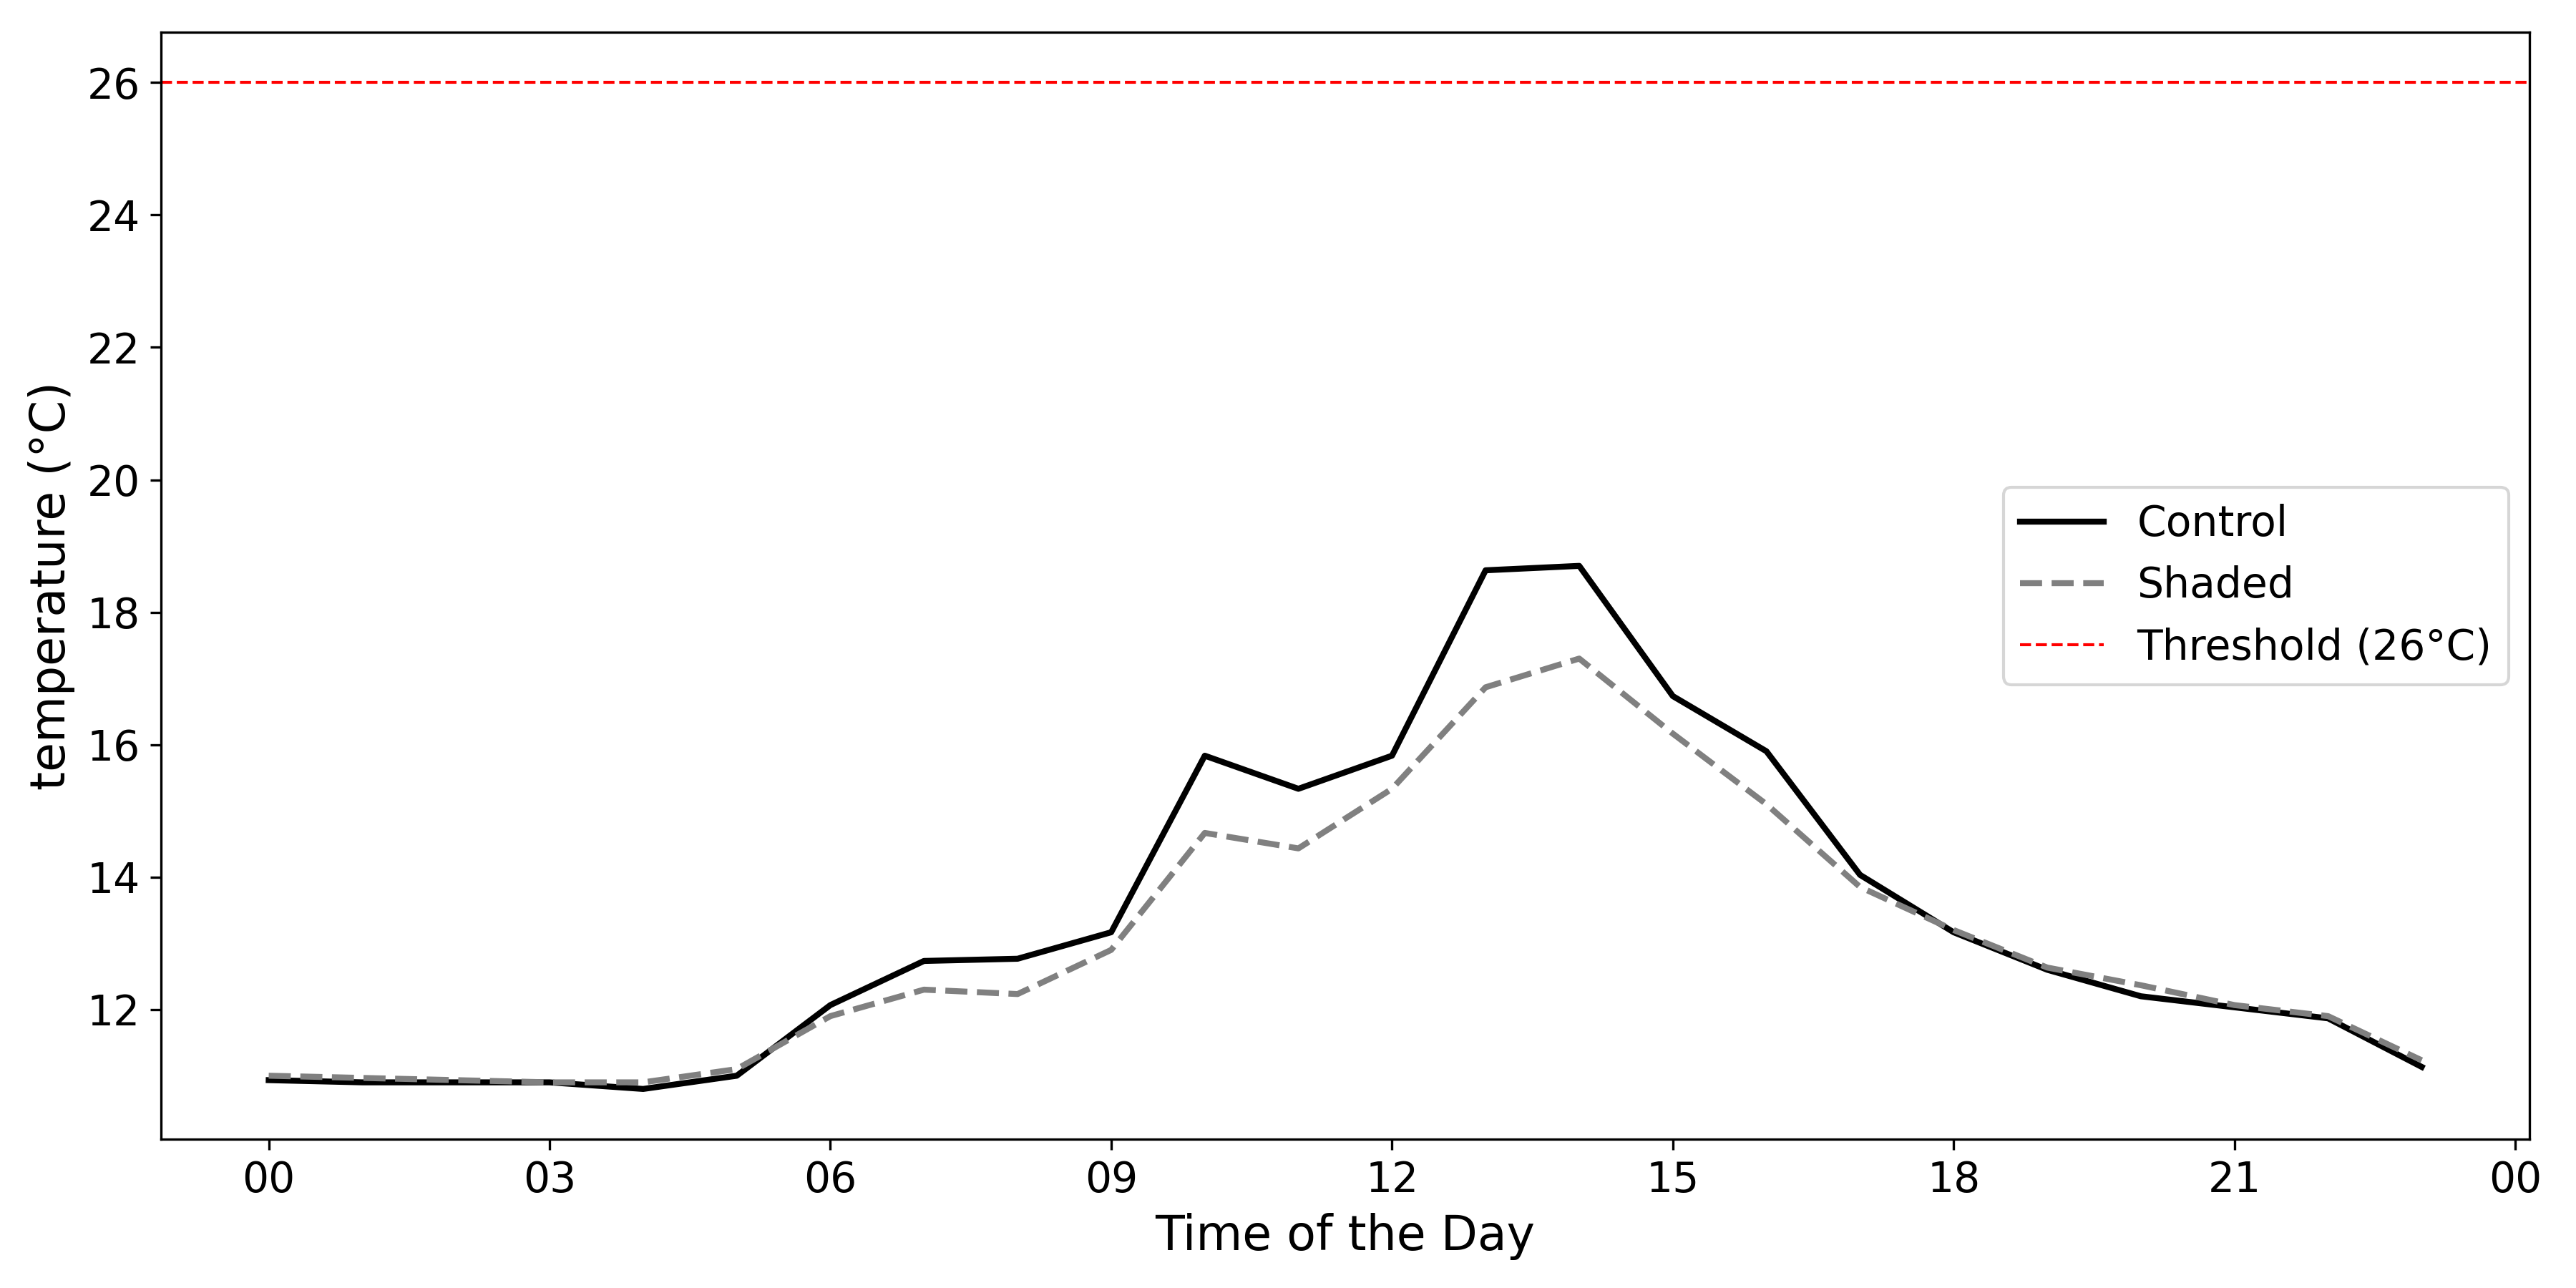 26
24
22
20
18
16
14
12
temperature (°C)
Control
Shaded
Threshold (26°C)
00 03 06 09 12 15 18 21 00
Time of the Day